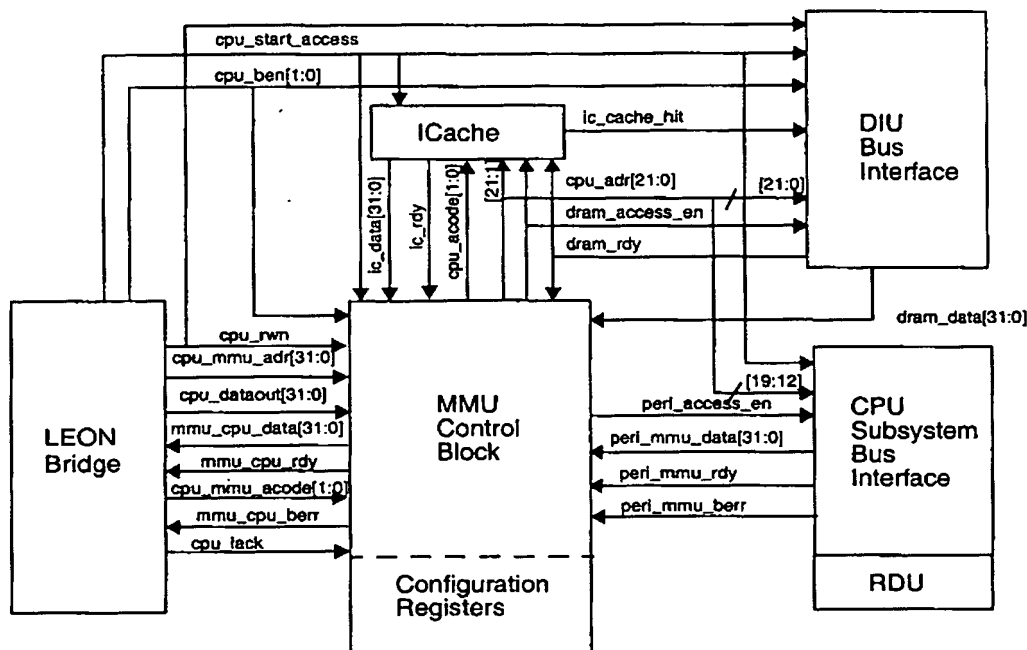 cpu_start_access
cpu_ben[1:0]
ICache
ic_cache_hit
DIU
Bus
Interface
ic_data[31:0]
ic_rdy
cpu_acode[1:0]
[21:1]
cpu_adr[21:0]
[21:0]
dram_access_en
dram_rdy
dram_data[31:0]
LEON
Bridge
cpu_rwn
cpu_mmu_adr[31:0]
cpu_dataout[31:0]
mmu_cpu_data[31:0]
mmu_cpu_rdy
cpu_mmu_acode[1:0]
mmu_cpu_berr
cpu_iack
MMU
Control
Block
Configuration
Registers
[19:12]
peri_access_en
peri_mmu_data[31:0]
peri_mmu_rdy
peri_mmu_berr
CPU
Subsystem
Bus
Interface
RDU